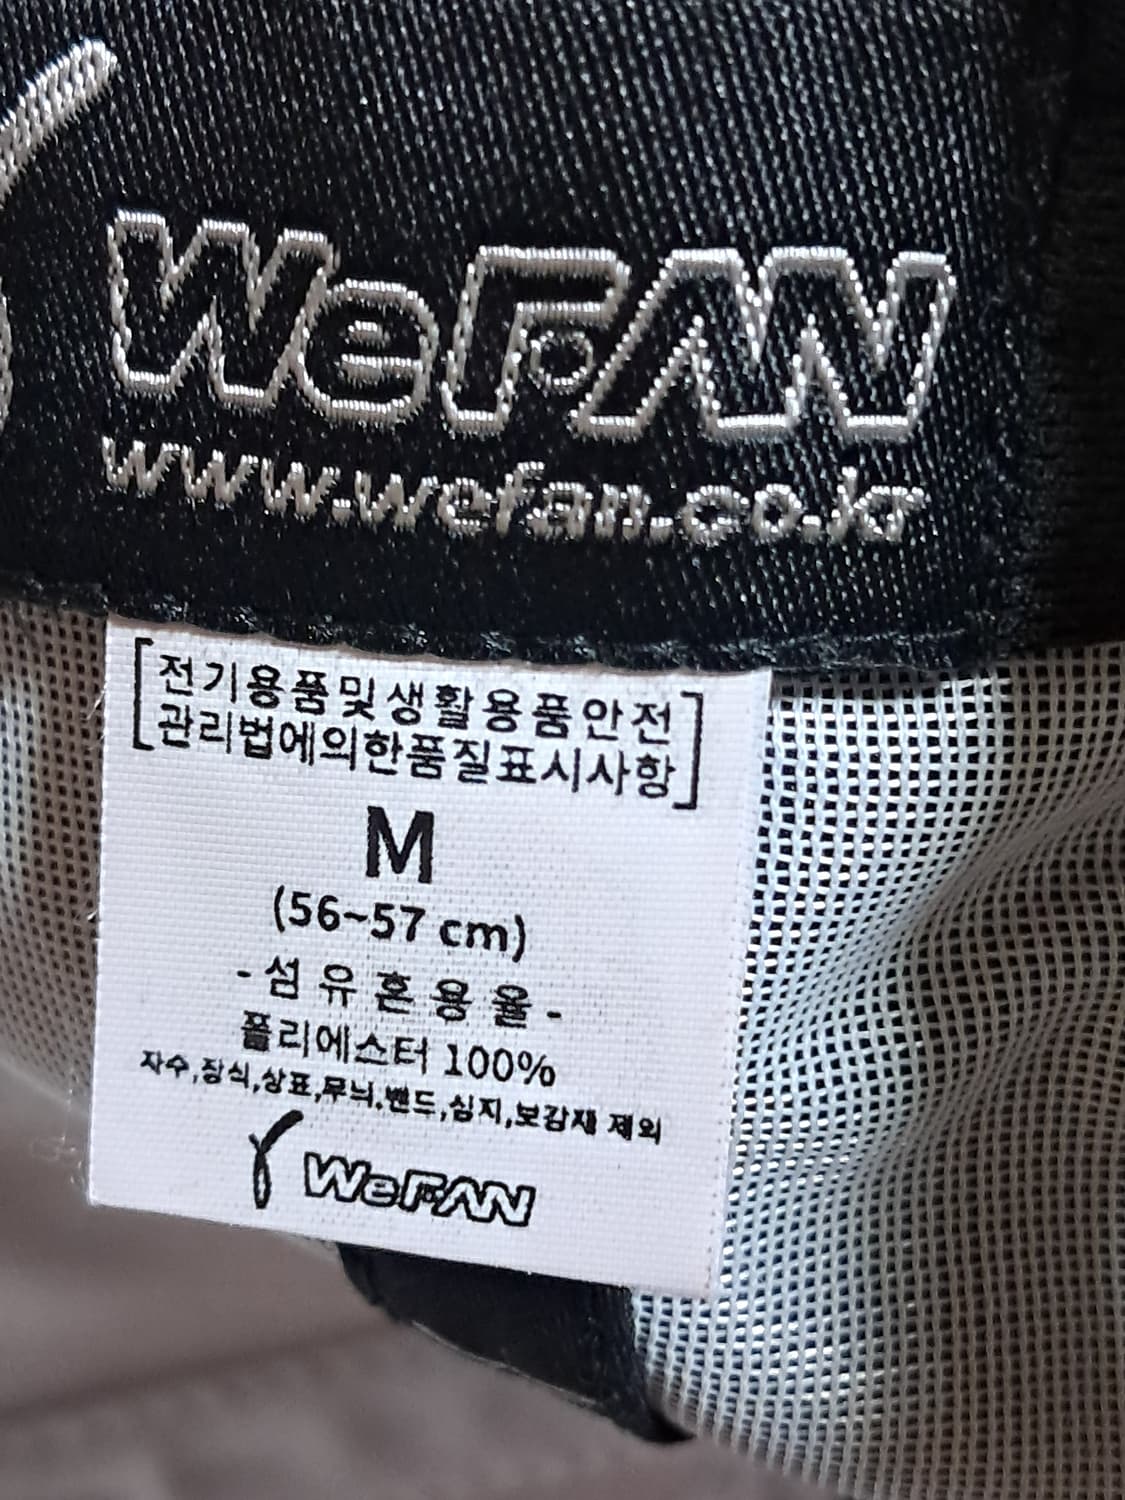 WeFAN
www.wefan.co.kr
[전기용품및생활용품안전
관리법에의한품질표시사항]
M
(56~57 cm)
- 섬 유 혼 용 율 -
폴리에스터 100%
자수,장식,상표,무늬,밴드,심지,보강재 제외
WeFAN